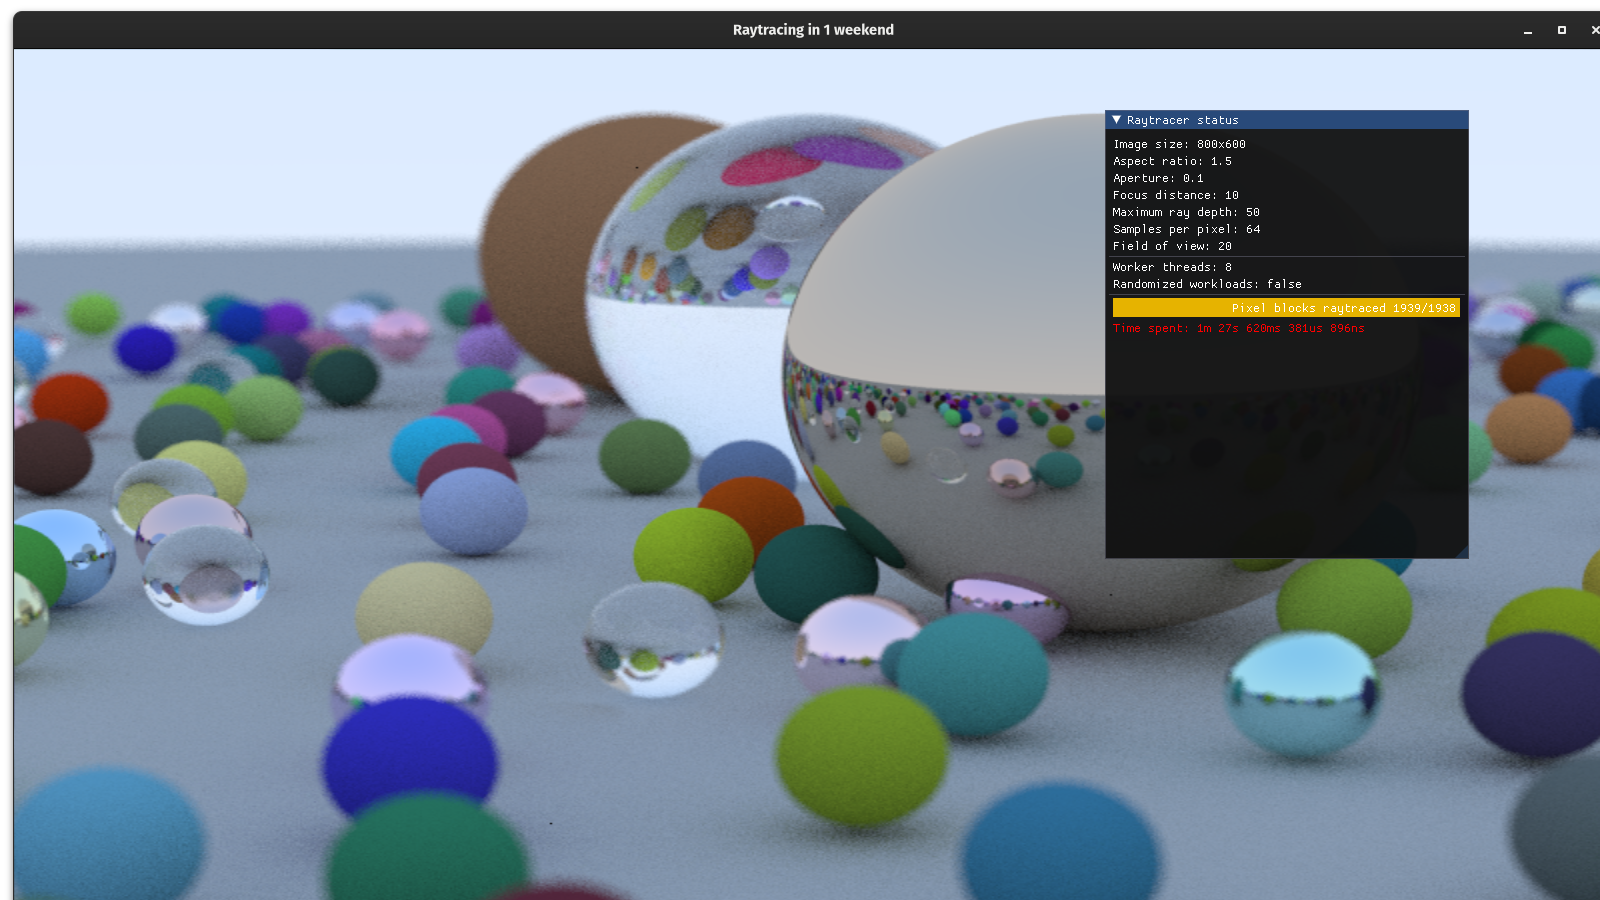 Raytracing in 1 weekend
Raytracer status
Image size: 800x600
Aspect ratio: 1.5
Aperture: 0.1
Focus distance: 10
Maximum ray depth: 50
Samples per pixel: 64
Field of view: 20
Worker threads: 8
Randomized workloads: false
Pixel blocks raytraced 1939/1938
Time spent: 1m 27s 620ms 381us 896ns